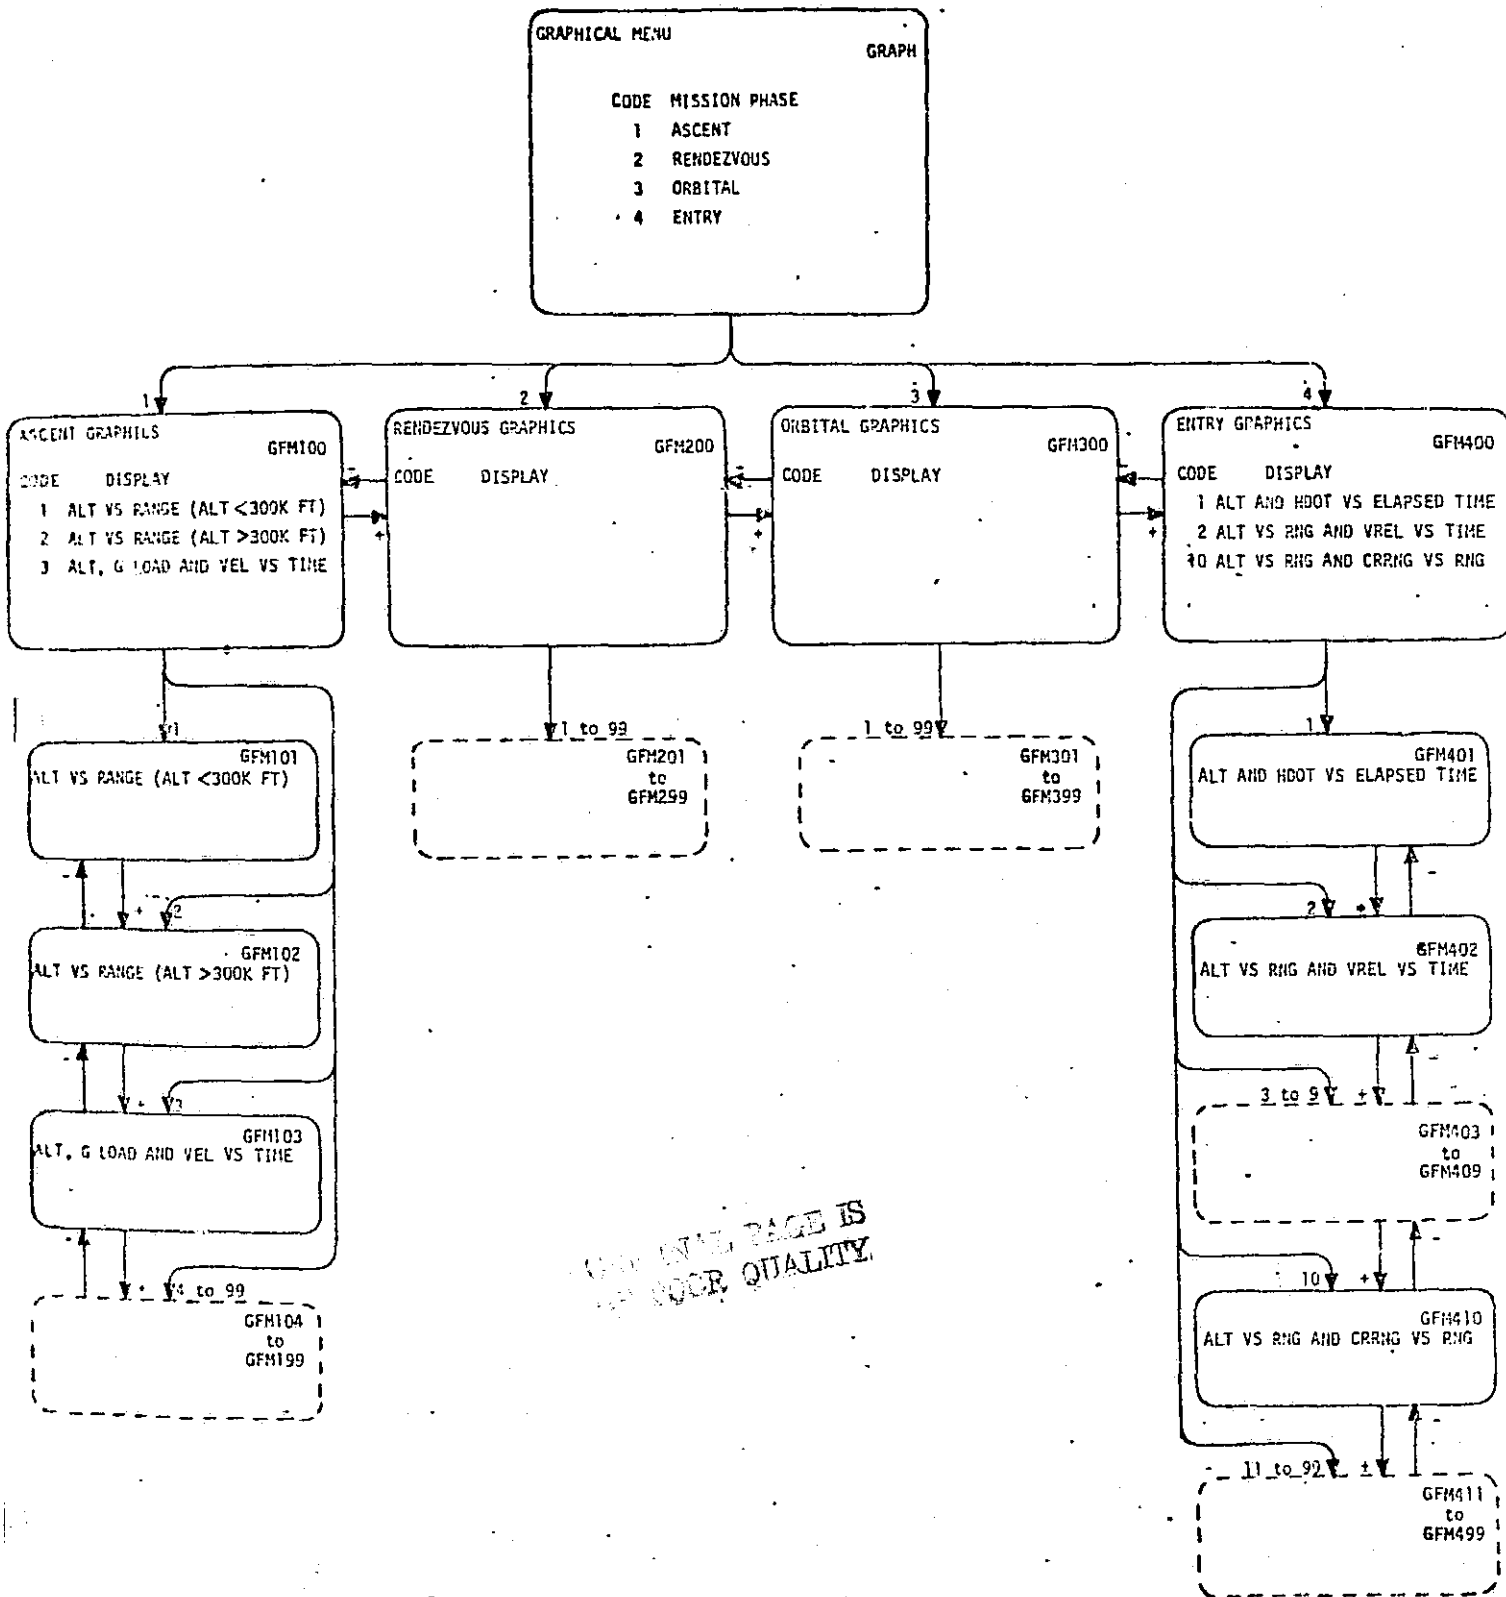 GRAPHICAL MENU
GRAPH
CODE MISSION PHASE
1 ASCENT
2 RENDEZVOUS
3 ORBITAL
4 ENTRY
1
2
3
4
ASCENT GRAPHICS
GFM100
CODE DISPLAY
1 ALT VS RANGE (ALT <300K FT)
2 ALT VS RANGE (ALT >300K FT)
3 ALT, G LOAD AND VEL VS TIME
-
+
RENDEZVOUS GRAPHICS
GFM200
CODE DISPLAY
-
+
ORBITAL GRAPHICS
GFM300
CODE DISPLAY
-
+
ENTRY GRAPHICS
GFM400
CODE DISPLAY
1 ALT AND HDOT VS ELAPSED TIME
2 ALT VS RNG AND VREL VS TIME
10 ALT VS RNG AND CRRNG VS RNG
1
GFM101
ALT VS RANGE (ALT <300K FT)
-
+
2
GFM102
ALT VS RANGE (ALT >300K FT)
-
+
3
GFM103
ALT, G LOAD AND VEL VS TIME
-
+
4 to 99
GFM104
to
GFM199
1 to 99
GFM201
to
GFM299
1 to 99
GFM301
to
GFM399
1
GFM401
ALT AND HDOT VS ELAPSED TIME
-
2
+
GFM402
ALT VS RNG AND VREL VS TIME
-
3 to 9
+
GFM403
to
GFM409
-
10
+
GFM410
ALT VS RNG AND CRRNG VS RNG
-
11 to 99
+
GFM411
to
GFM499
PAGE IS
QUALITY